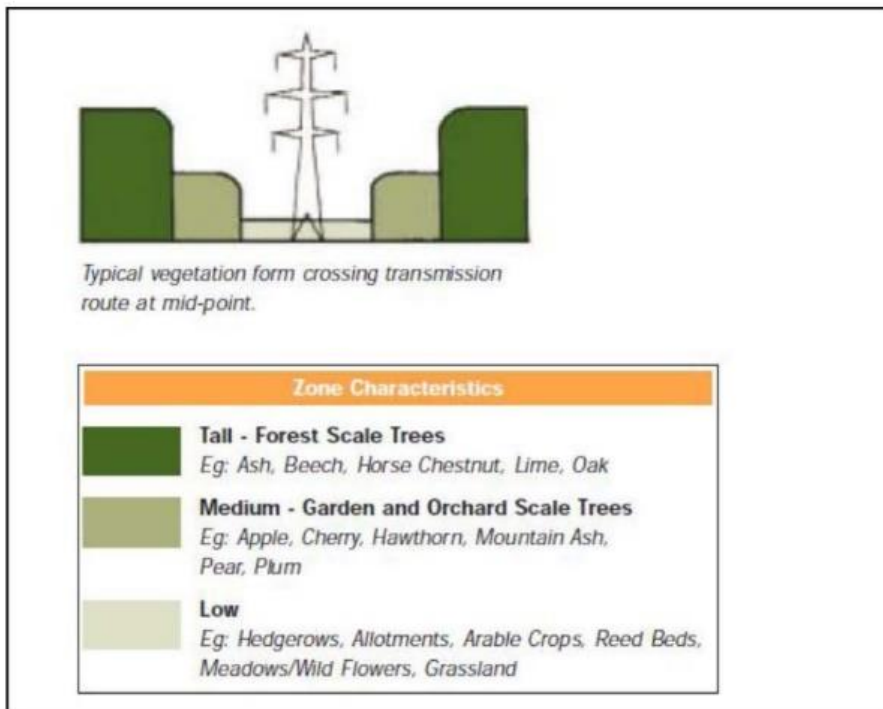 Typical vegetation form crossing transmission
route at mid-point.
Zone Characteristics
Tall - Forest Scale Trees
Eg: Ash, Beech, Horse Chestnut, Lime, Oak
Medium - Garden and Orchard Scale Trees
Eg: Apple, Cherry, Hawthorn, Mountain Ash,
Pear, Plum
Low
Eg: Hedgerows, Allotments, Arable Crops, Reed Beds,
Meadows/Wild Flowers, Grassland